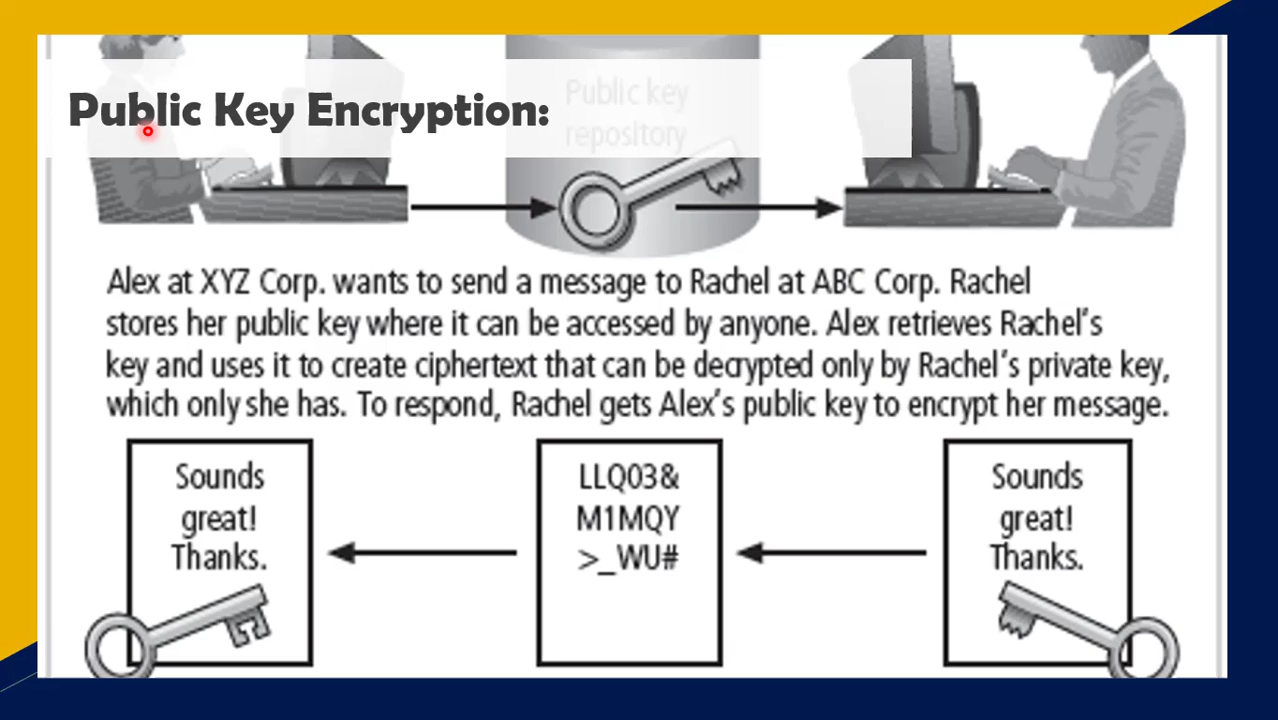 Public Key Encryption:
Public key
repository
Alex at XYZ Corp. wants to send a message to Rachel at ABC Corp. Rachel
stores her public key where it can be accessed by anyone. Alex retrieves Rachel's
key and uses it to create ciphertext that can be decrypted only by Rachel's private key,
which only she has. To respond, Rachel gets Alex's public key to encrypt her message.
Sounds
great!
Thanks.
LLQ03&
M1MQY
>_WU#
Sounds
great!
Thanks.